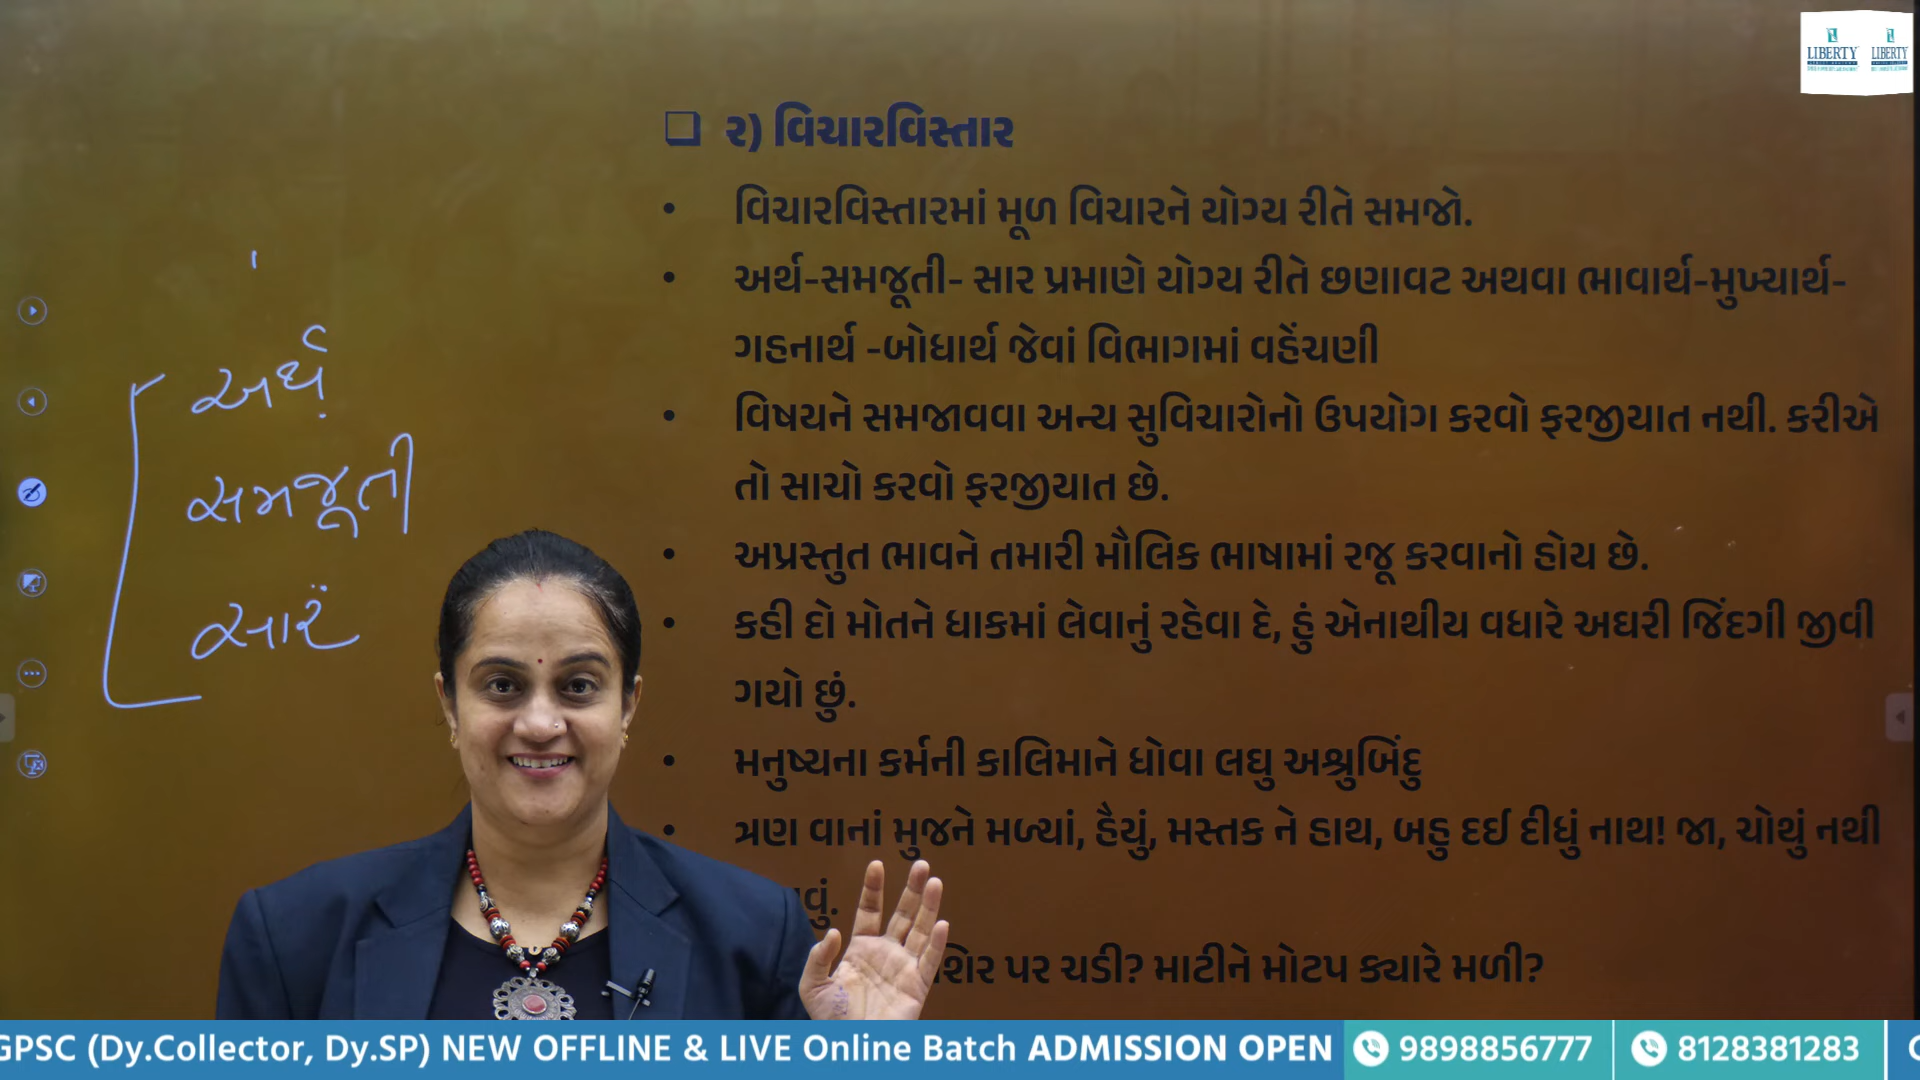 LIBERTY LIBERTY
❑ ૨) વિચારવિસ્તાર
• વિચારવિસ્તારમાં મૂળ વિચારને યોગ્ય રીતે સમજો.
• અર્થ-સમજૂતી- સાર પ્રમાણે યોગ્ય રીતે છણાવટ અથવા ભાવાર્થ-મુખ્યાર્થ-
ગહનાર્થ -બોધાર્થ જેવાં વિભાગમાં વહેંચણી
• વિષયને સમજાવવા અન્ય સુવિચારોનો ઉપયોગ કરવો ફરજીયાત નથી. કરીએ
તો સાચો કરવો ફરજીયાત છે.
• અપ્રસ્તુત ભાવને તમારી મૌલિક ભાષામાં રજૂ કરવાનો હોય છે.
• કહી દો મોતને ધાકમાં લેવાનું રહેવા દે, હું એનાથીય વધારે અઘરી જિંદગી જીવી
ગયો છું.
• મનુષ્યના કર્મની કાલિમાને ધોવા લઘુ અશ્રુબિંદુ
• ત્રણ વાનાં મુજને મળ્યાં, હૈયું, મસ્તક ને હાથ, બહુ દઈ દીધું નાથ! જા, ચોથું નથી
શિર પર ચડી? માટીને મોટપ ક્યારે મળી?
અર્થ
સમજૂતી
સાર
GPSC (Dy.Collector, Dy.SP) NEW OFFLINE & LIVE Online Batch ADMISSION OPEN 9898856777 8128381283